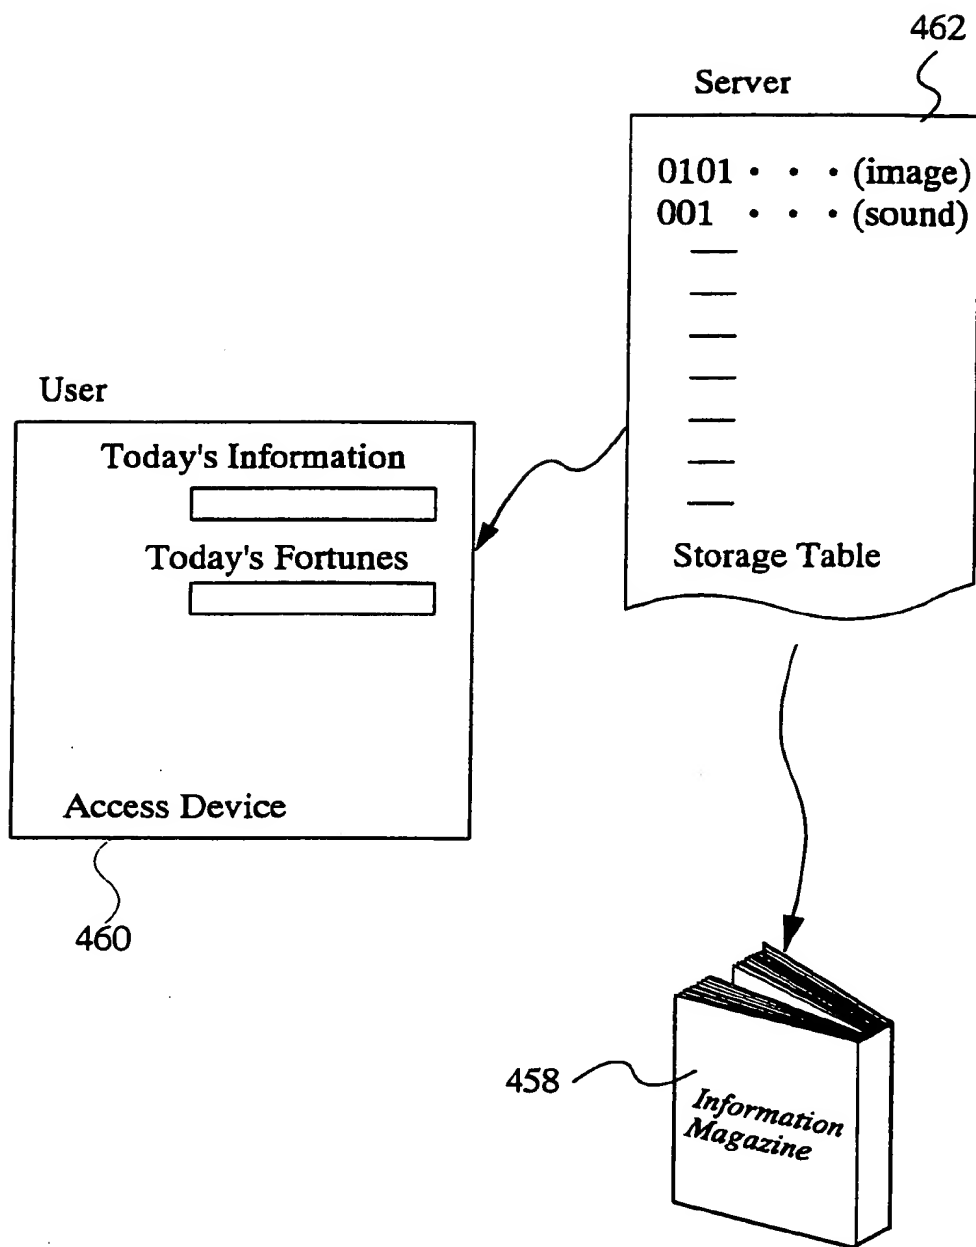 462
Server
0101 · · · (image)
001 · · · (sound)
Storage Table
User
Today's Information
Today's Fortunes
Access Device
460
458
Information
Magazine